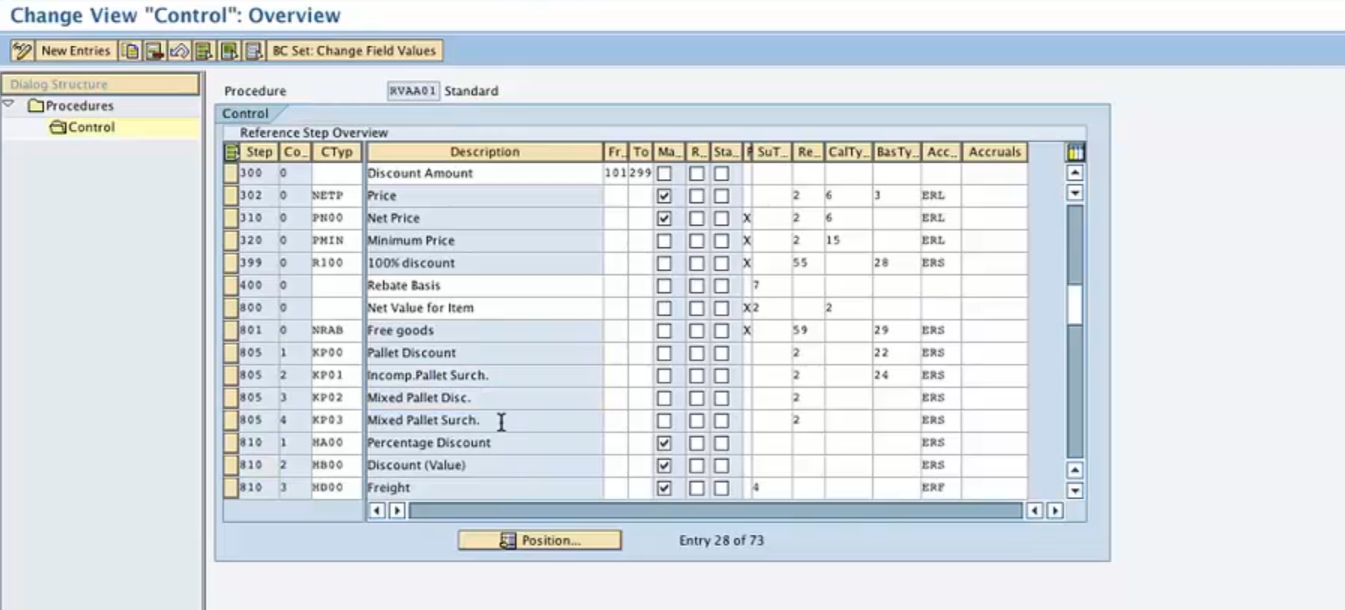 Change View "Control": Overview
New Entries BC Set: Change Field Values
Dialog Structure
Procedures
Control
Procedure RVAA01 Standard
Control
Reference Step Overview
Step Co.. CTyp Description Fr.. To Ma.. R.. Sta.. SuT.. Re.. CalTy.. BasTy.. Acc.. Accruals
300 0 Discount Amount 101 299
302 0 NETP Price 2 6 3 ERL
310 0 PN00 Net Price X 2 6 ERL
320 0 PMIN Minimum Price X 2 15 ERL
399 0 R100 100% discount X 55 28 ERS
400 0 Rebate Basis 7
800 0 Net Value for Item X 2 2
801 0 NRAB Free goods X 59 29 ERS
805 1 KP00 Pallet Discount 2 22 ERS
805 2 KP01 Incomp.Pallet Surch. 2 24 ERS
805 3 KP02 Mixed Pallet Disc. 2 ERS
805 4 KP03 Mixed Pallet Surch. 2 ERS
810 1 HA00 Percentage Discount ERS
810 2 HB00 Discount (Value) ERS
810 3 HD00 Freight 4 ERF
Position... Entry 28 of 73